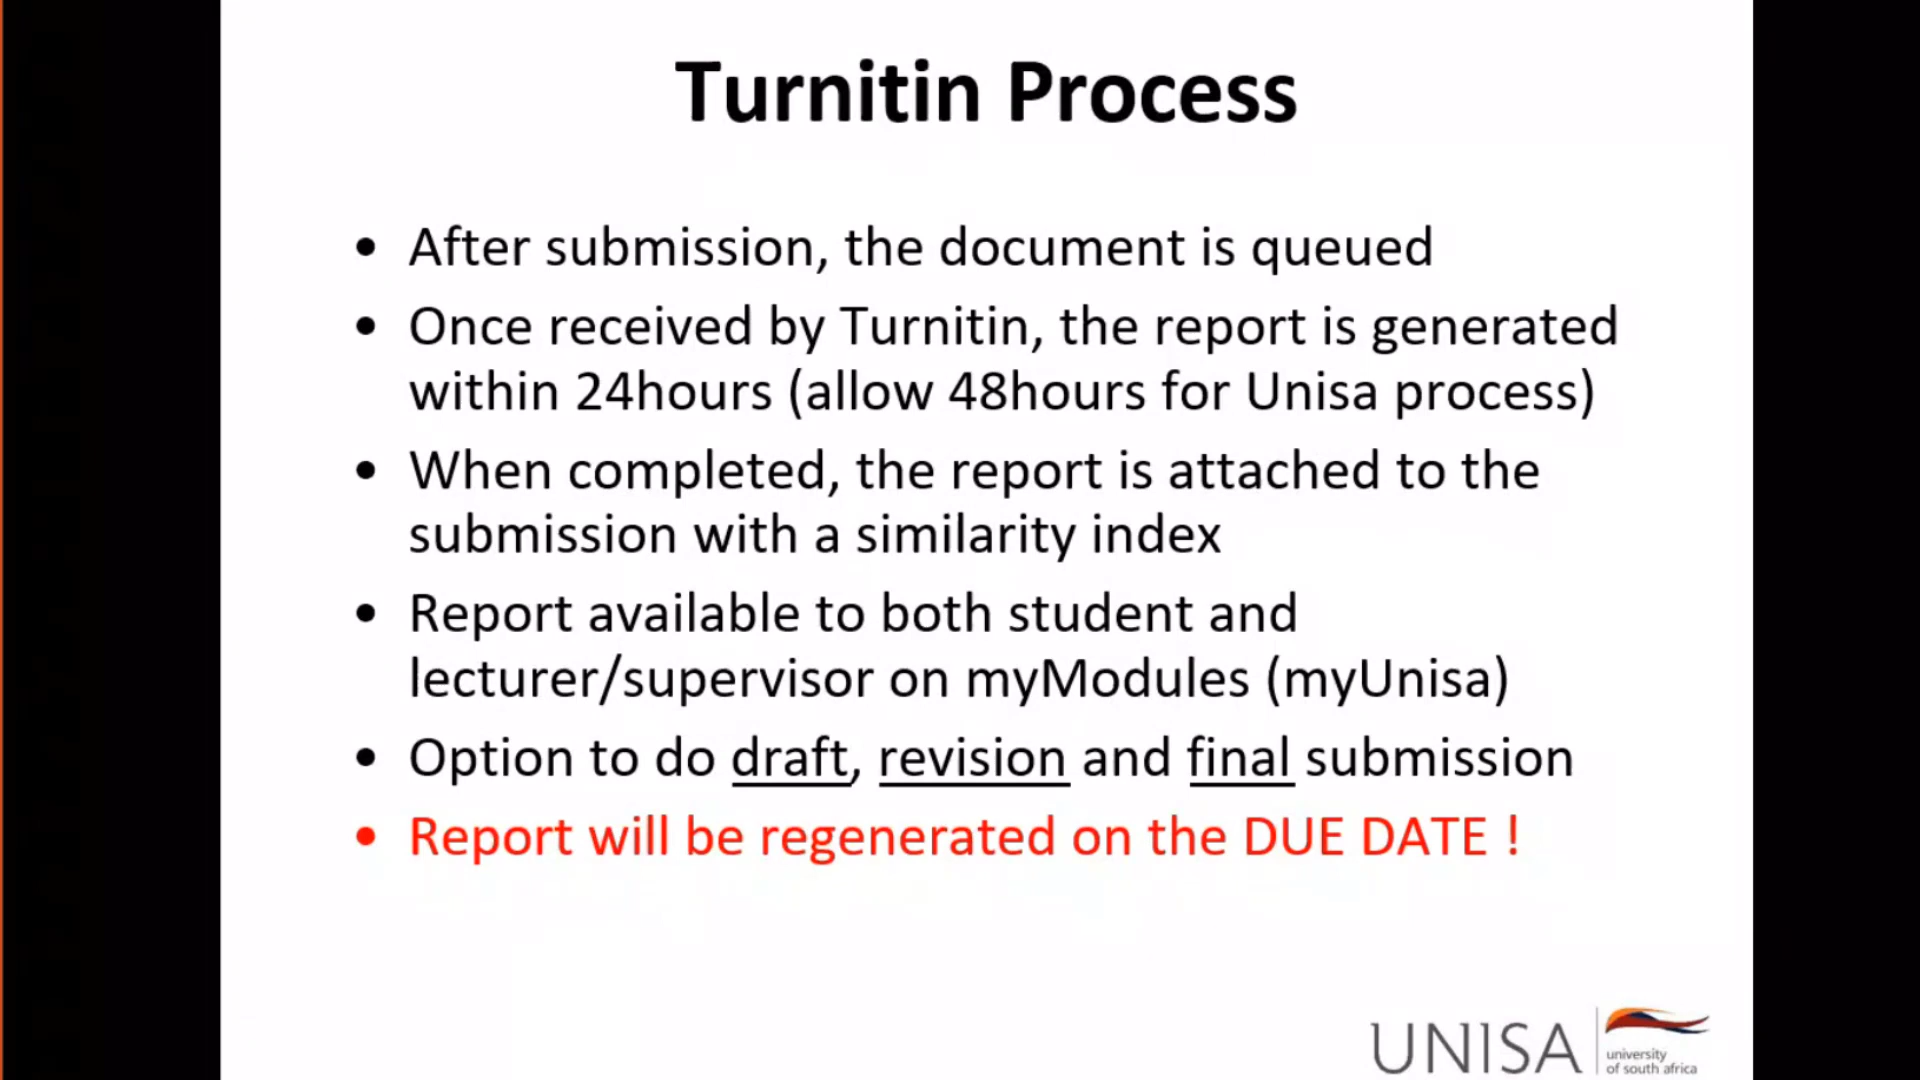 Turnitin Process
• After submission, the document is queued
• Once received by Turnitin, the report is generated
within 24hours (allow 48hours for Unisa process)
• When completed, the report is attached to the
submission with a similarity index
• Report available to both student and
lecturer/supervisor on myModules (myUnisa)
• Option to do draft, revision and final submission
• Report will be regenerated on the DUE DATE !
UNISA
university
of south africa